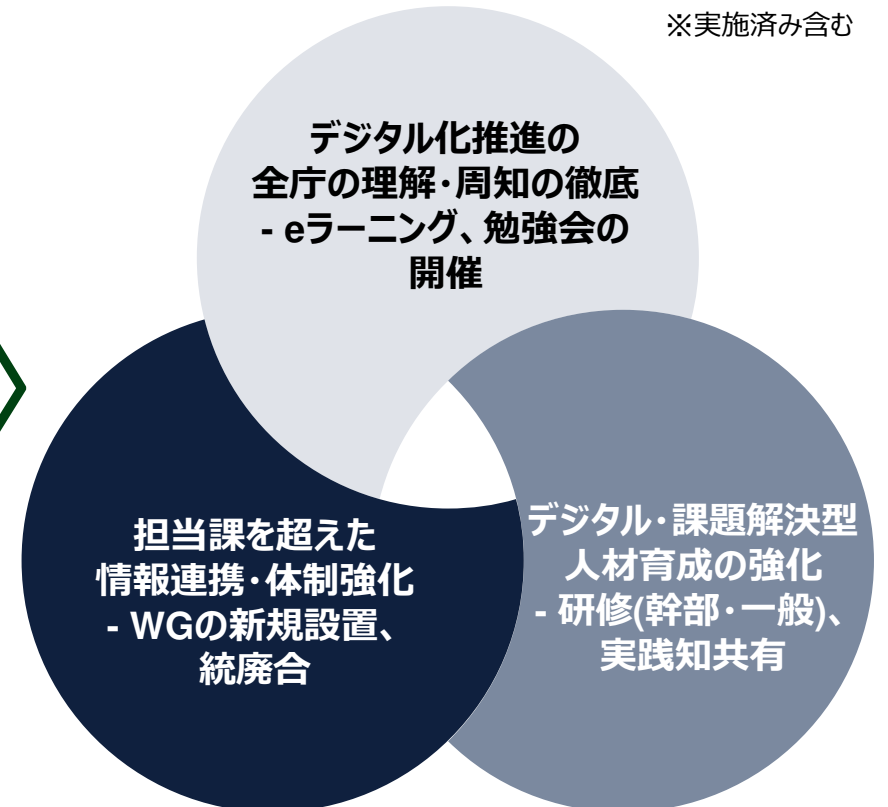 ※実施済み含む
デジタル化推進の
全庁の理解・周知の徹底
- eラーニング、勉強会の
開催
担当課を超えた
情報連携・体制強化
- WGの新規設置、
統廃合
デジタル・課題解決型
人材育成の強化
- 研修(幹部・一般)、
実践知共有